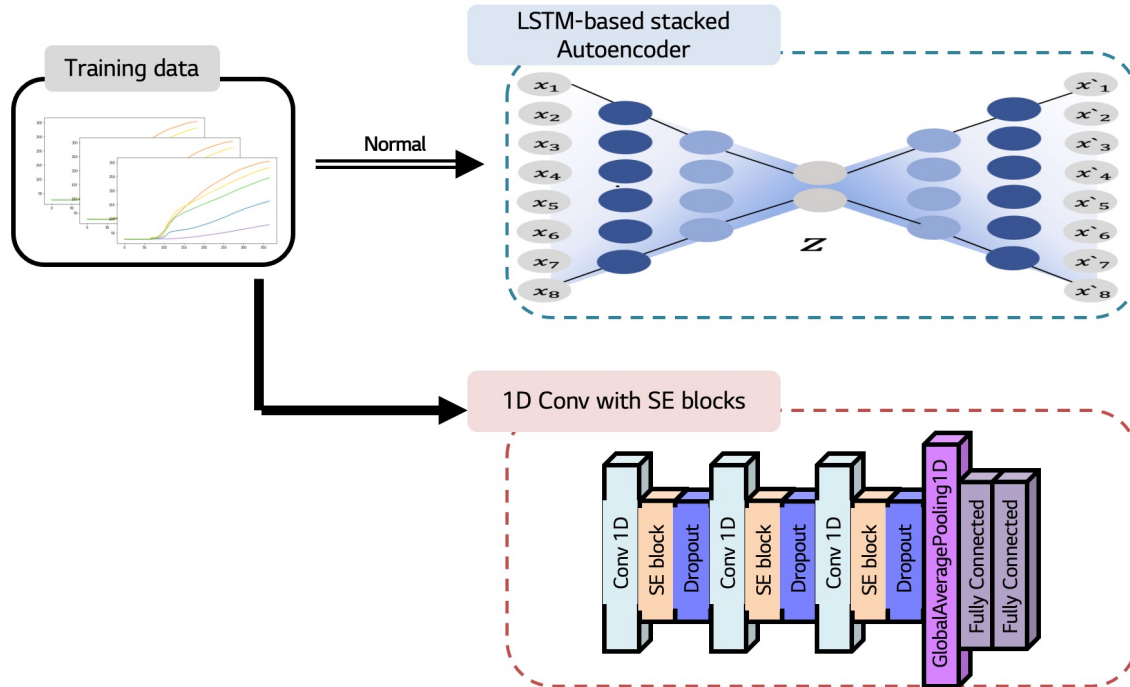 LSTM-based stacked
Autoencoder
Training data
Normal
x1
x2
x3
x4
x5
x6
x7
x8
Z
x`1
x`2
x`3
x`4
x`5
x`6
x`7
x`8
1D Conv with SE blocks
Conv 1D
SE block
Dropout
Conv 1D
SE block
Dropout
Conv 1D
SE block
Dropout
GlobalAveragePooling1D
Fully Connected
Fully Connected